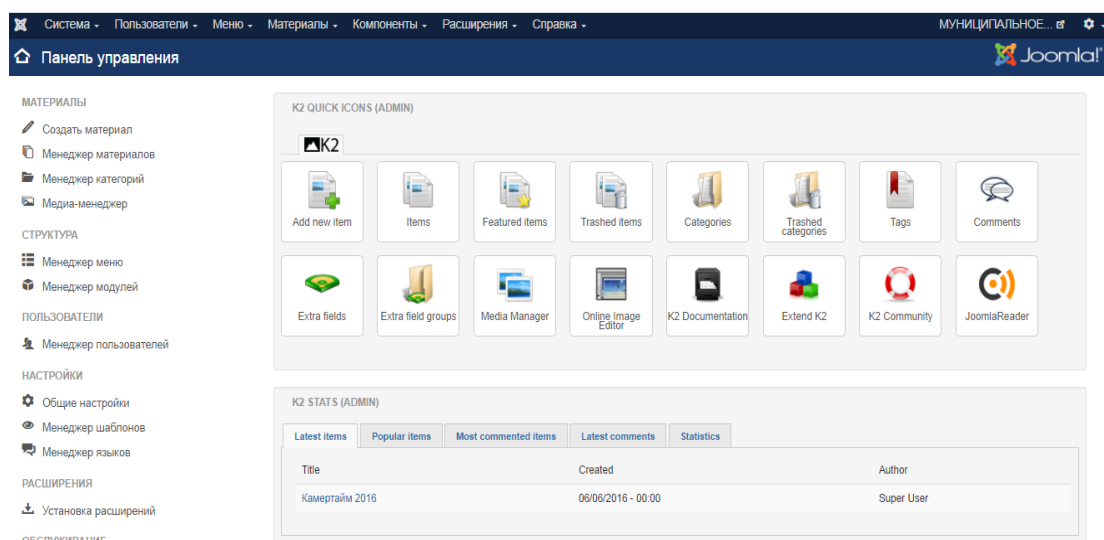 Система Пользователи Меню Материалы Компоненты Расширения Справка МУНИЦИПАЛЬНОЕ...
Панель управления Joomla!
МАТЕРИАЛЫ
Создать материал
Менеджер материалов
Менеджер категорий
Медиа-менеджер
СТРУКТУРА
Менеджер меню
Менеджер модулей
ПОЛЬЗОВАТЕЛИ
Менеджер пользователей
НАСТРОЙКИ
Общие настройки
Менеджер шаблонов
Менеджер языков
РАСШИРЕНИЯ
Установка расширений
ОБСЛУЖИВАНИЕ
K2 QUICK ICONS (ADMIN)
K2
Add new item Items Featured items Trashed items Categories Trashed categories Tags Comments
Extra fields Extra field groups Media Manager Online Image Editor K2 Documentation Extend K2 K2 Community JoomlaReader
K2 STATS (ADMIN)
Latest items Popular items Most commented items Latest comments Statistics
Title Created Author
Камертайм 2016 06/06/2016 - 00:00 Super User